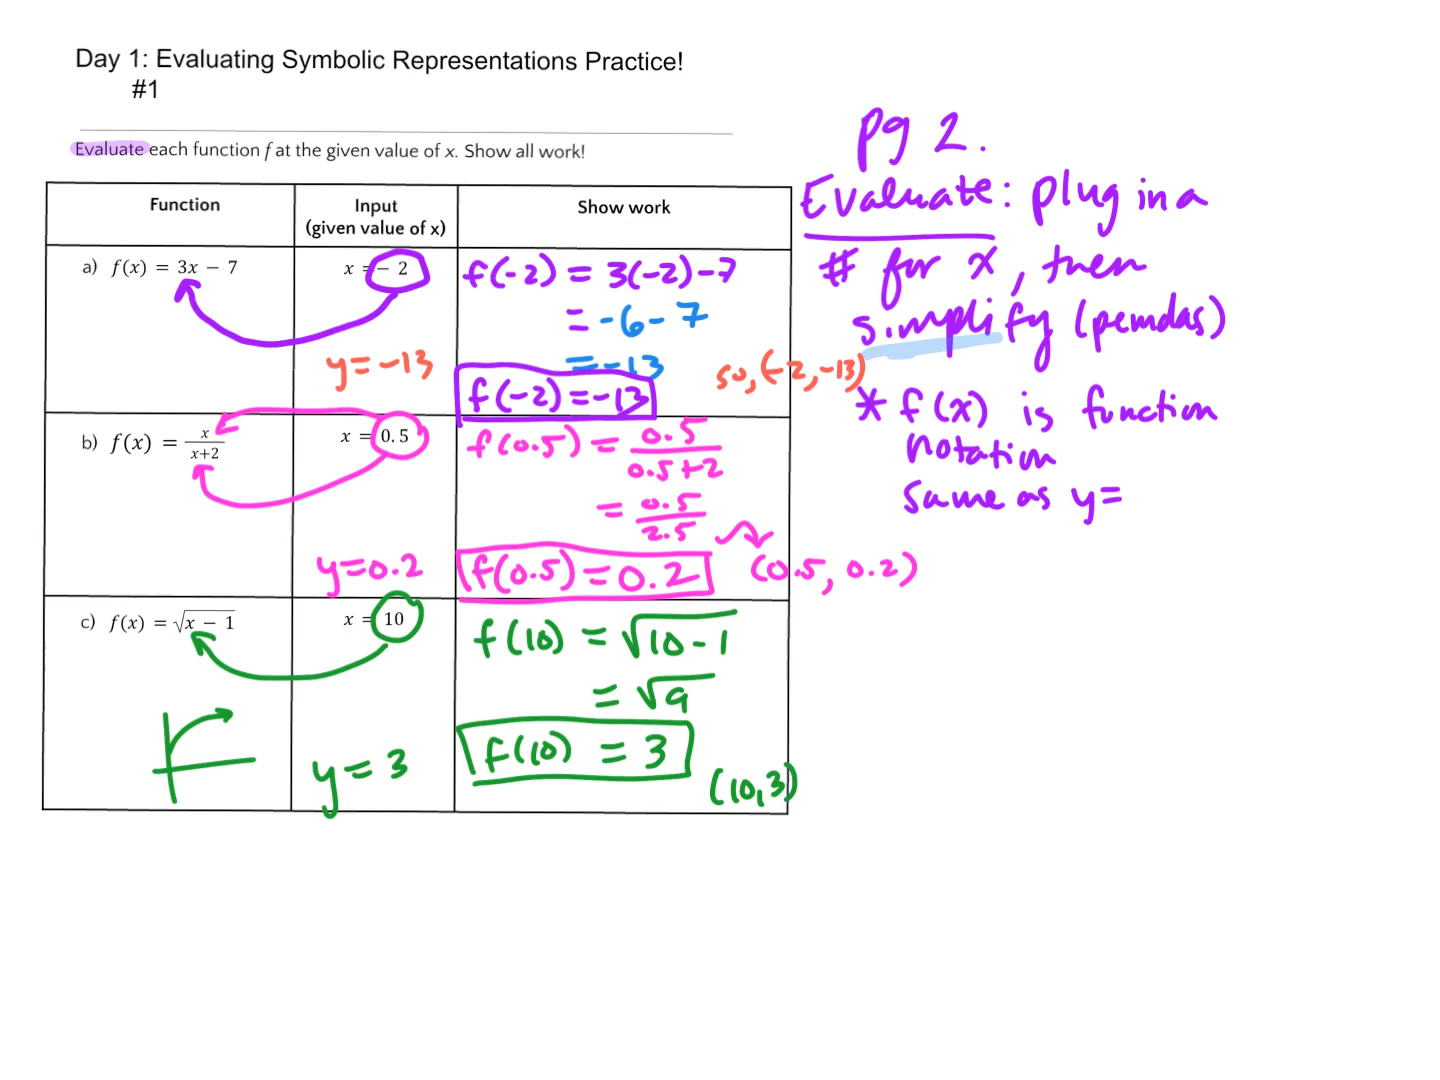 Day 1: Evaluating Symbolic Representations Practice!
#1
Evaluate each function f at the given value of x. Show all work!
Function
Input
(given value of x)
Show work
a) f(x) = 3x − 7
x = − 2
f(-2) = 3(-2)-7
= -6-7
= -13
y = -13
f(-2) = -13
so, (-2,-13)
b) f(x) = x/(x+2)
x = 0.5
f(0.5) = 0.5/(0.5+2)
= 0.5/2.5
y=0.2
f(0.5) = 0.2
(0.5, 0.2)
c) f(x) = √(x − 1)
x = 10
f(10) = √(10-1)
= √9
y = 3
f(10) = 3
(10,3)
pg 2.
Evaluate: plug in a
# for x, then
simplify (pemdas)
* f(x) is function
notation
same as y=